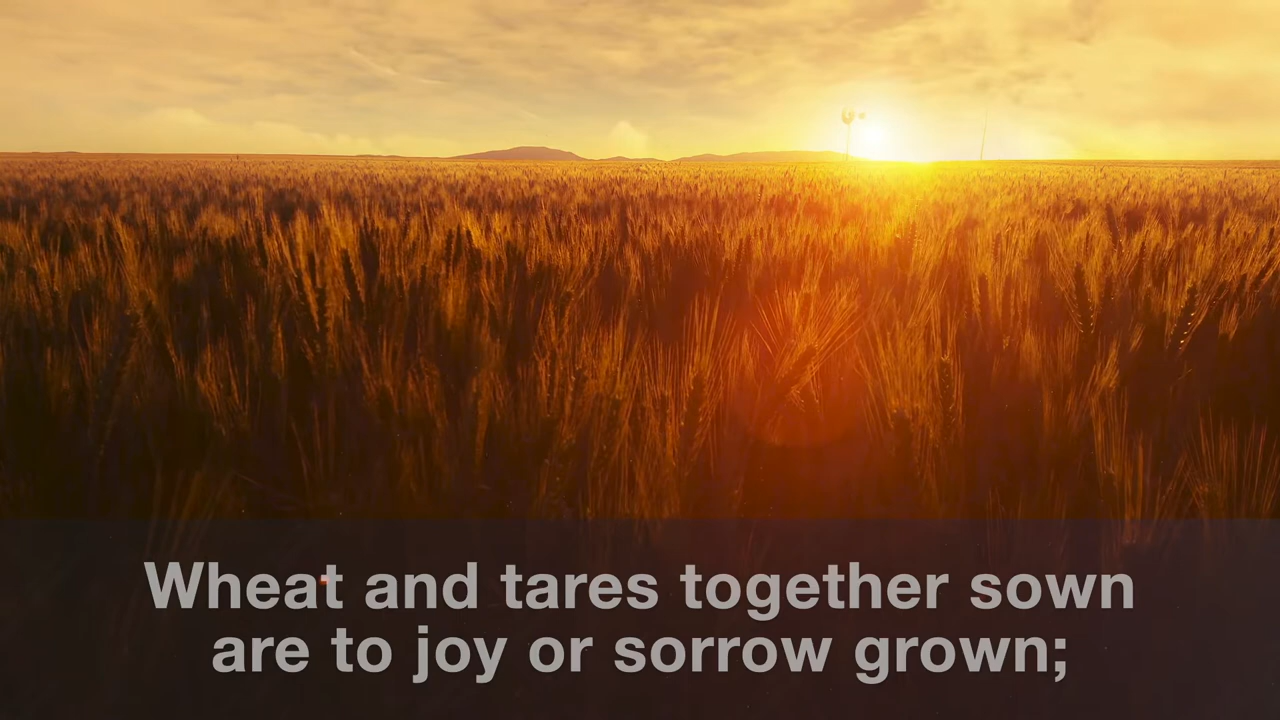 Wheat and tares together sown
are to joy or sorrow grown;